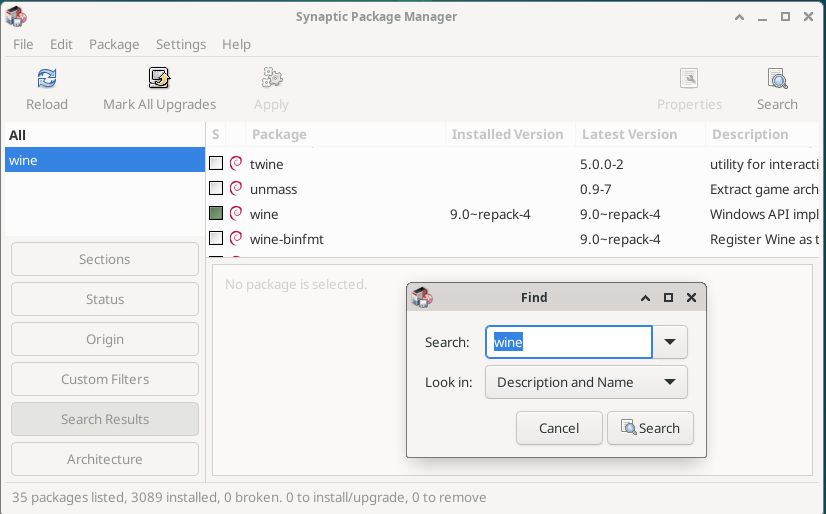 Synaptic Package Manager
File Edit Package Settings Help
Reload Mark All Upgrades Apply Properties Search
All
wine
S Package Installed Version Latest Version Description
twine 5.0.0-2 utility for interacti
unmass 0.9-7 Extract game arch
wine 9.0~repack-4 9.0~repack-4 Windows API impl
wine-binfmt 9.0~repack-4 Register Wine as t
Sections
Status
Origin
Custom Filters
Search Results
Architecture
No package is selected.
Find
Search: wine
Look in: Description and Name
Cancel Search
35 packages listed, 3089 installed, 0 broken. 0 to install/upgrade, 0 to remove